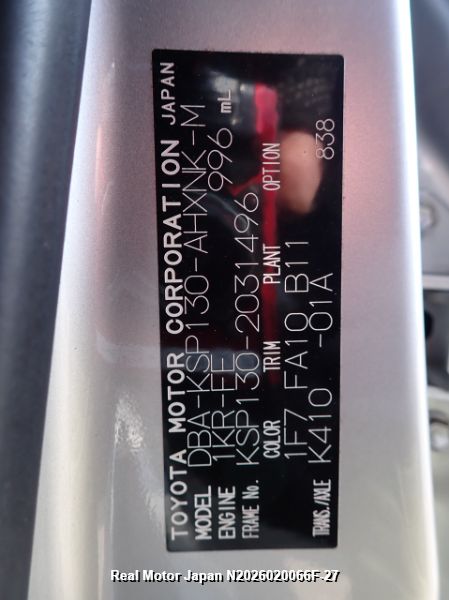 TOYOTA MOTOR CORPORATION JAPAN
MODEL DBA-KSP130-AHXNK-M
ENGINE 1KR-FE 996 mL
FRAME No. KSP130-2031496
COLOR TRIM PLANT OPTION
1F7 FA10 B11
TRANS./AXLE K410 -01A 838
Real Motor Japan N2026020066F-27